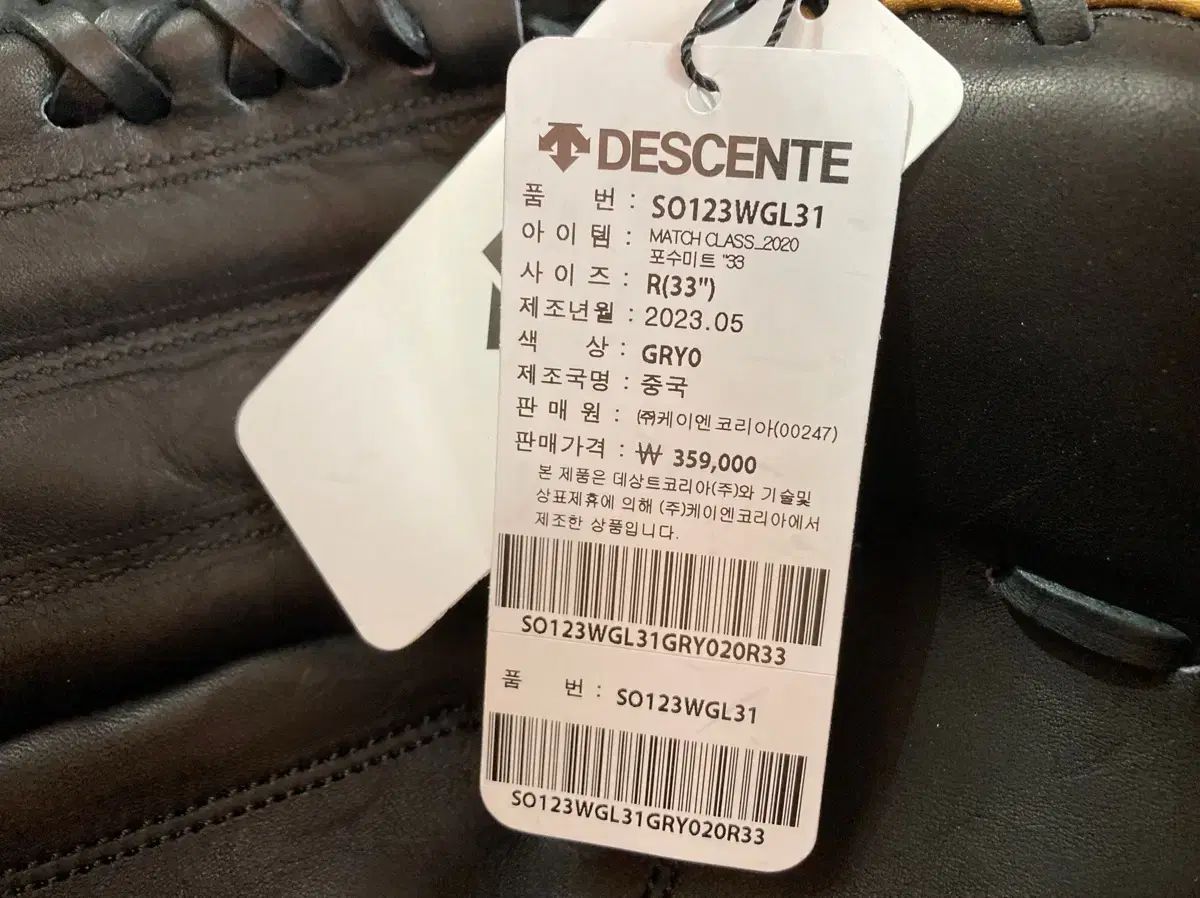 DESCENTE
품 번 : SO123WGL31
아 이 템 : MATCH CLASS_2020
포수미트 "33
사 이 즈 : R(33")
제조년월 : 2023.05
색 상 : GRY0
제조국명 : 중국
판 매 원 : ㈜케이엔코리아(00247)
판매가격 : ₩ 359,000
본 제품은 데상트코리아(주)와 기술및
상표제휴에 의해 (주)케이엔코리아에서
제조한 상품입니다.
SO123WGL31GRY020R33
품 번 : SO123WGL31
SO123WGL31GRY020R33